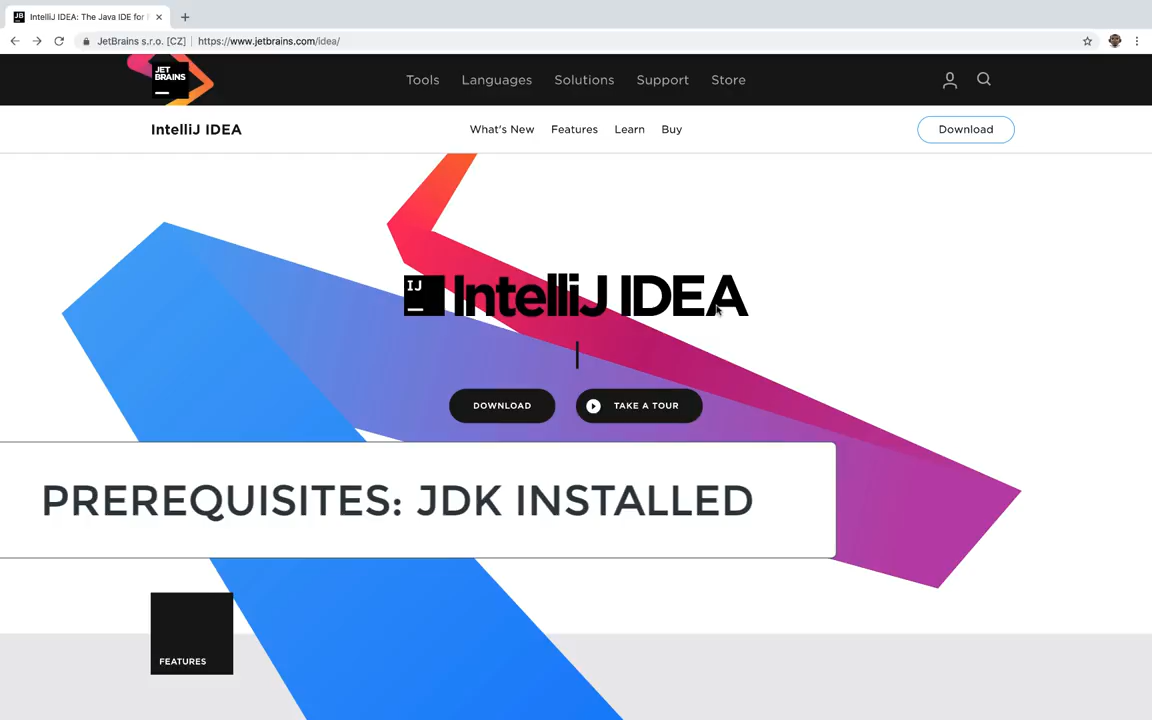 IntelliJ IDEA: The Java IDE for
JetBrains s.r.o. [CZ] | https://www.jetbrains.com/idea/
JET
BRAINS
Tools Languages Solutions Support Store
IntelliJ IDEA
What's New Features Learn Buy
Download
IJ
IntelliJ IDEA
DOWNLOAD
TAKE A TOUR
PREREQUISITES: JDK INSTALLED
FEATURES